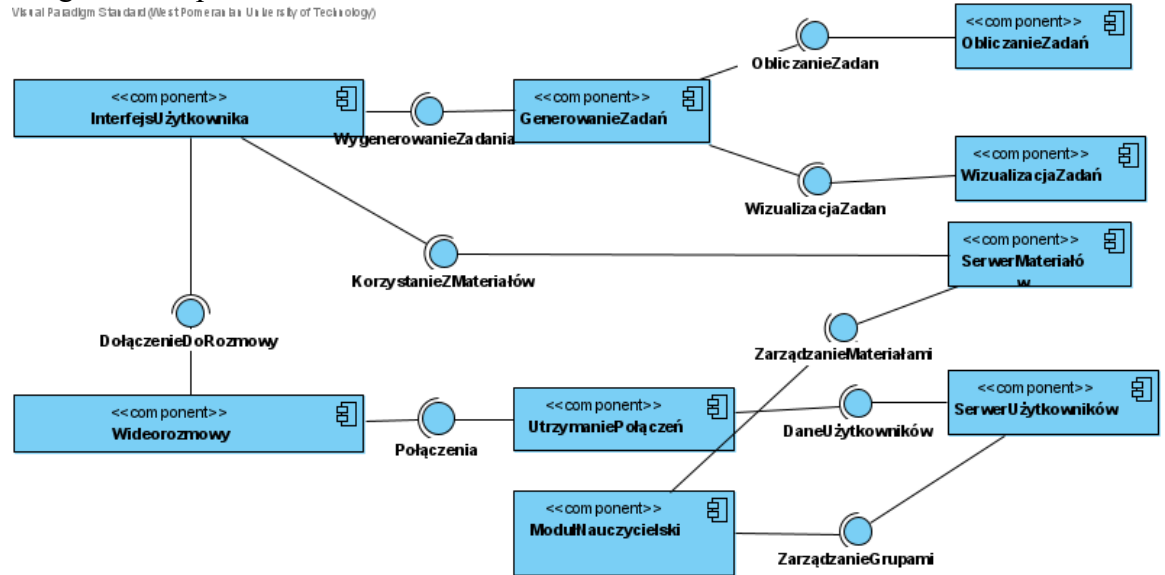 Visual Paradigm Standard(West Pomeranian University of Technology)
<<component>>
InterfejsUżytkownika
WygenerowanieZadania
<<component>>
GenerowanieZadań
ObliczanieZadan
<<component>>
ObliczanieZadań
WizualizacjaZadan
<<component>>
WizualizacjaZadań
KorzystanieZMateriałów
<<component>>
SerwerMateriałó
w
DołączenieDoRozmowy
ZarządzanieMateriałami
<<component>>
Wideorozmowy
Połączenia
<<component>>
UtrzymaniePołączeń
DaneUżytkowników
<<component>>
SerwerUżytkowników
<<component>>
ModułNauczycielski
ZarządzanieGrupami